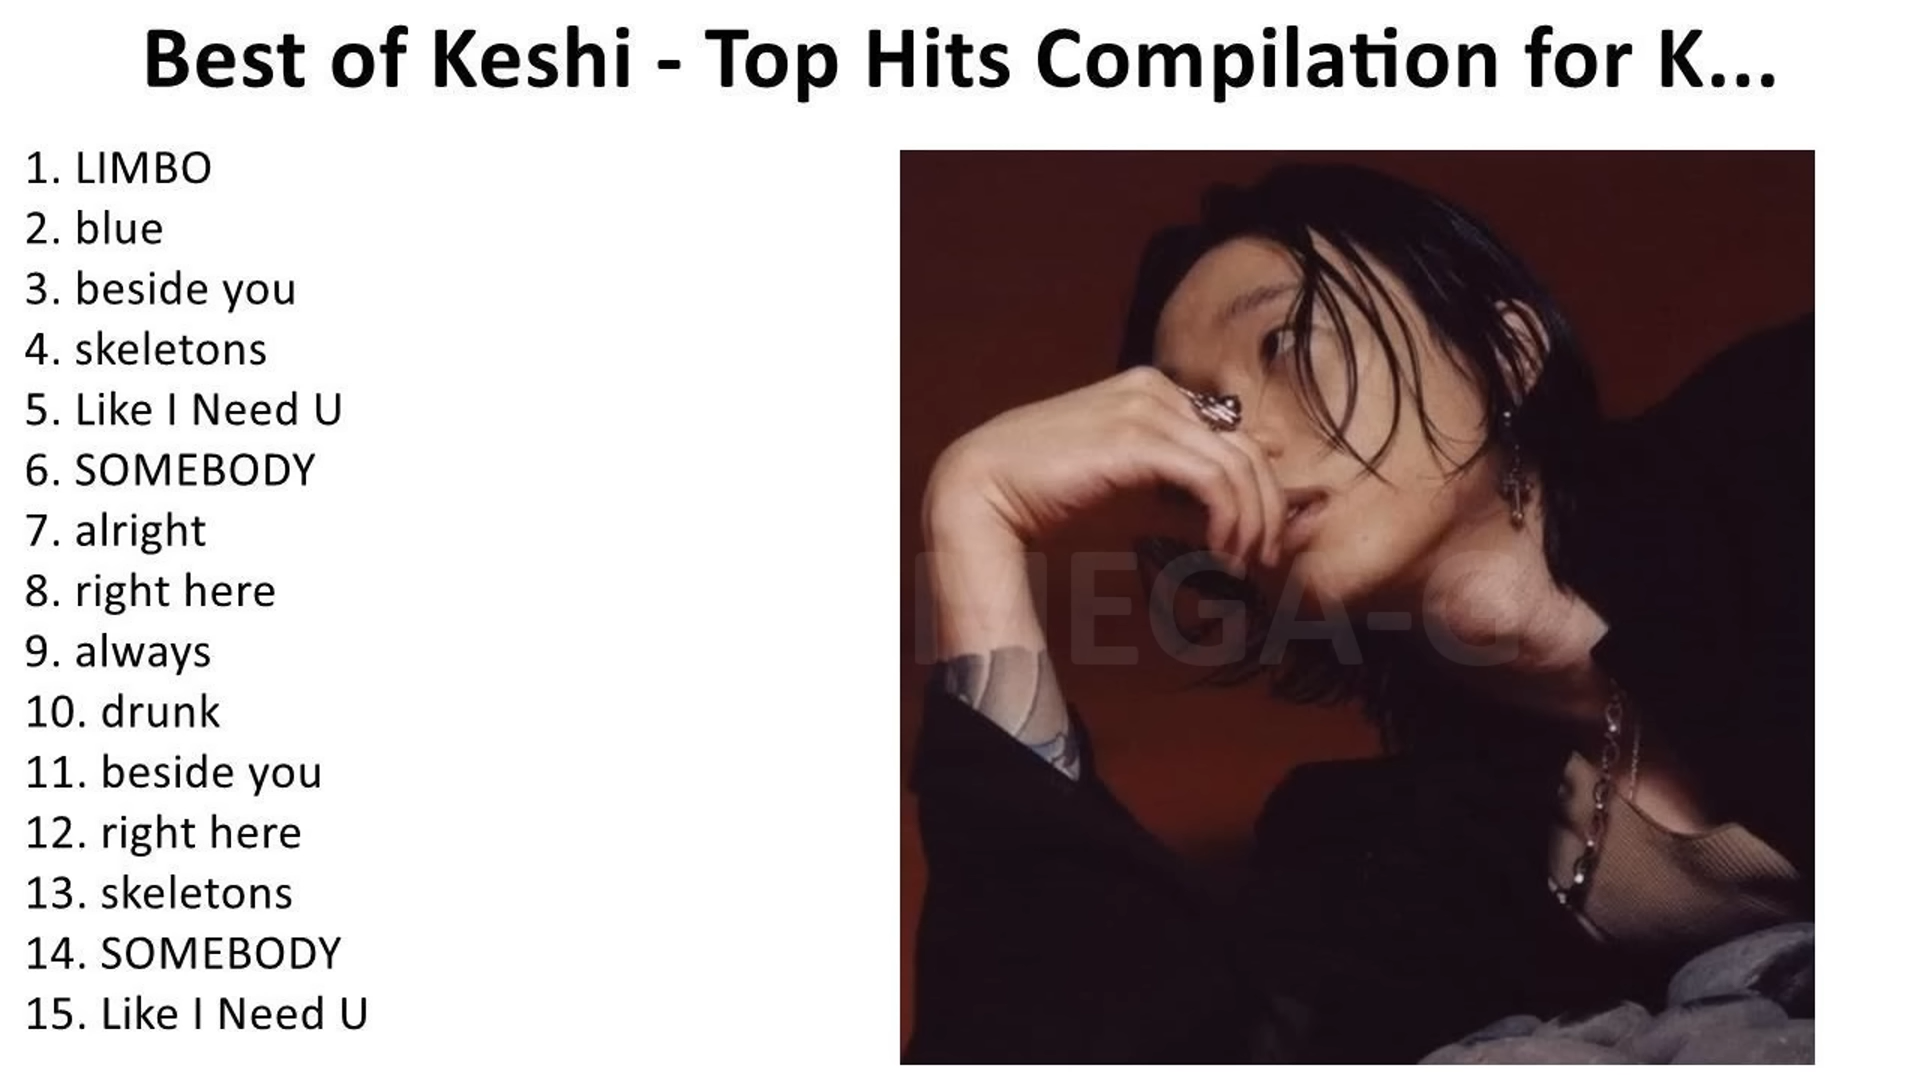 Best of Keshi - Top Hits Compilation for K...
1. LIMBO
2. blue
3. beside you
4. skeletons
5. Like I Need U
6. SOMEBODY
7. alright
8. right here
9. always
10. drunk
11. beside you
12. right here
13. skeletons
14. SOMEBODY
15. Like I Need U
MEGA-C